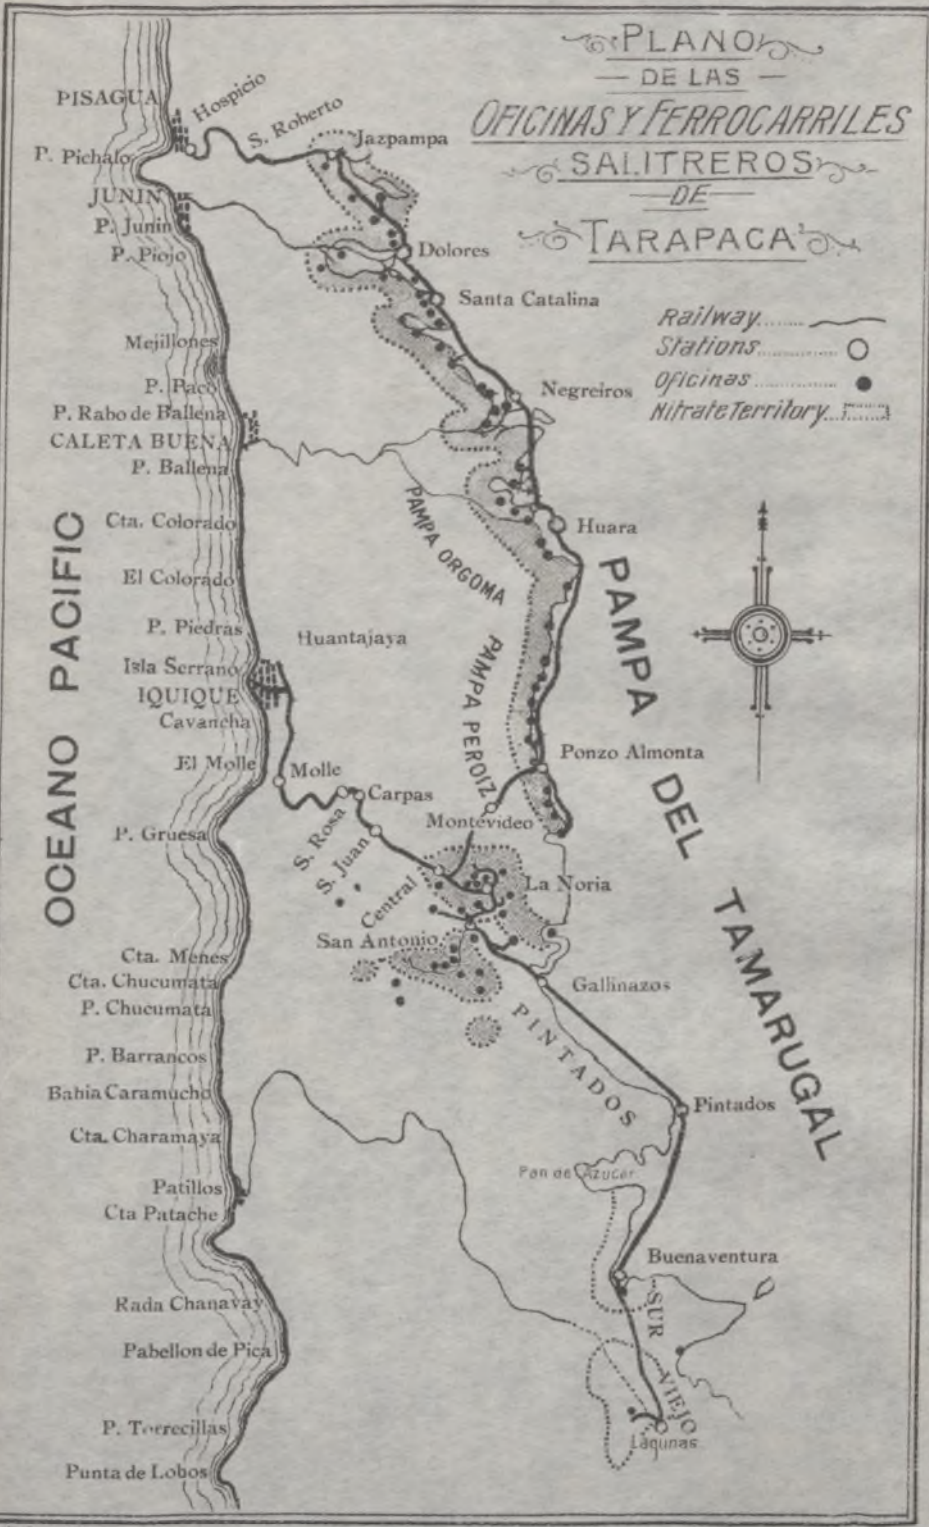 PLANO
DE LAS
OFICINAS Y FERROCARRILES
SALITREROS
DE
TARAPACA
Railway
Stations
Oficinas
Nitrate Territory
PISAGUA
Hospicio
S. Roberto
Jazpampa
P. Pichalo
JUNIN
P. Junin
P. Piojo
Dolores
Santa Catalina
Mejillones
P. Paco
Negreiros
P. Rabo de Ballena
CALETA BUENA
P. Ballena
Cta. Colorado
Huara
PAMPA ORGOMA
El Colorado
P. Piedras
Huantajaya
Isla Serrano
IQUIQUE
Cavancha
PAMPA PEROIZ
Ponzo Almonta
El Molle
Molle
Carpas
Montevideo
P. Gruesa
S. Rosa
S. Juan
Central
La Noria
San Antonio
Cta. Menes
Cta. Chucumata
P. Chucumata
Gallinazos
PINTADOS
P. Barrancos
Bahia Caramucho
Pintados
Cta. Charamaya
Pan de Azucar
Patillos
Cta Patache
Buenaventura
Rada Chanavay
SUR
VIEJO
Pabellon de Pica
P. Torrecillas
Lagunas
Punta de Lobos
OCEANO PACIFIC
PAMPA DEL TAMARUGAL